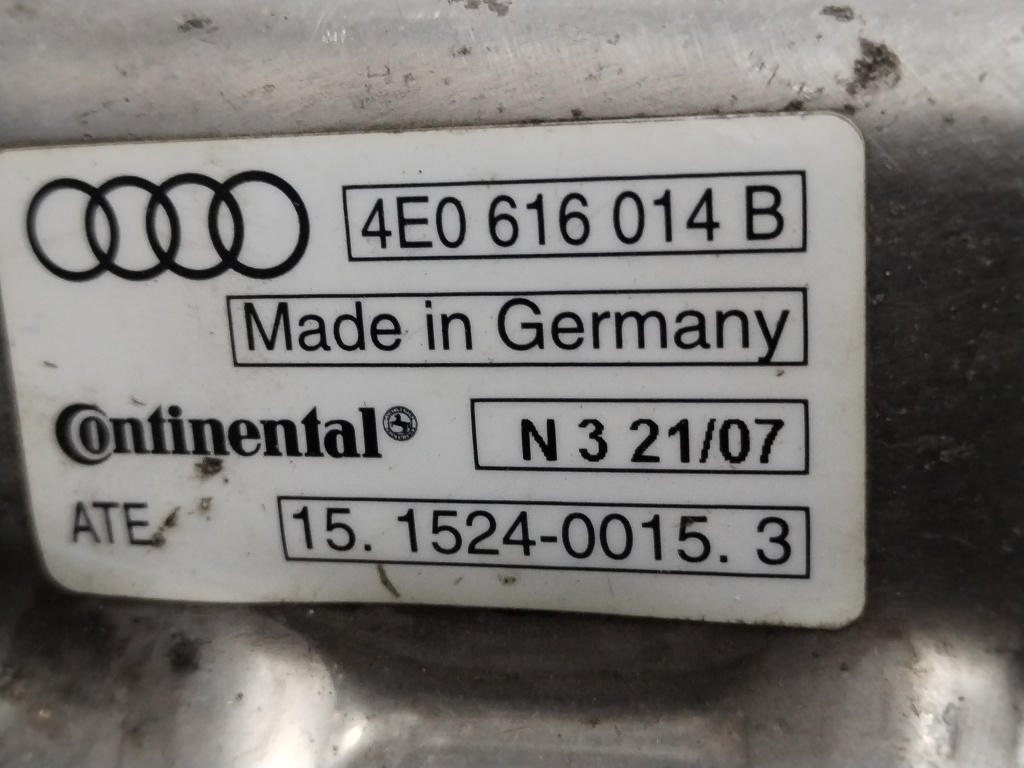 4E0 616 014 B
Made in Germany
Continental N 3 21/07
ATE 15. 1524-0015. 3